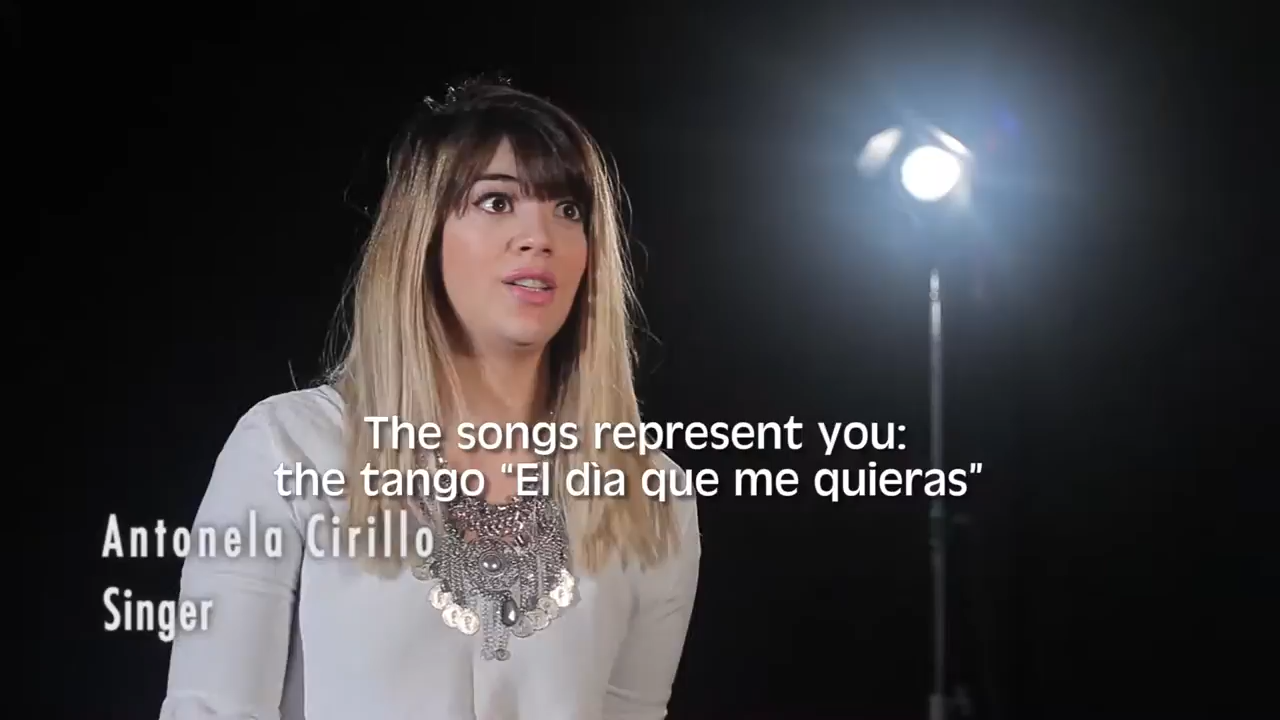 The songs represent you:
the tango “El dìa que me quieras”
Antonela Cirillo
Singer